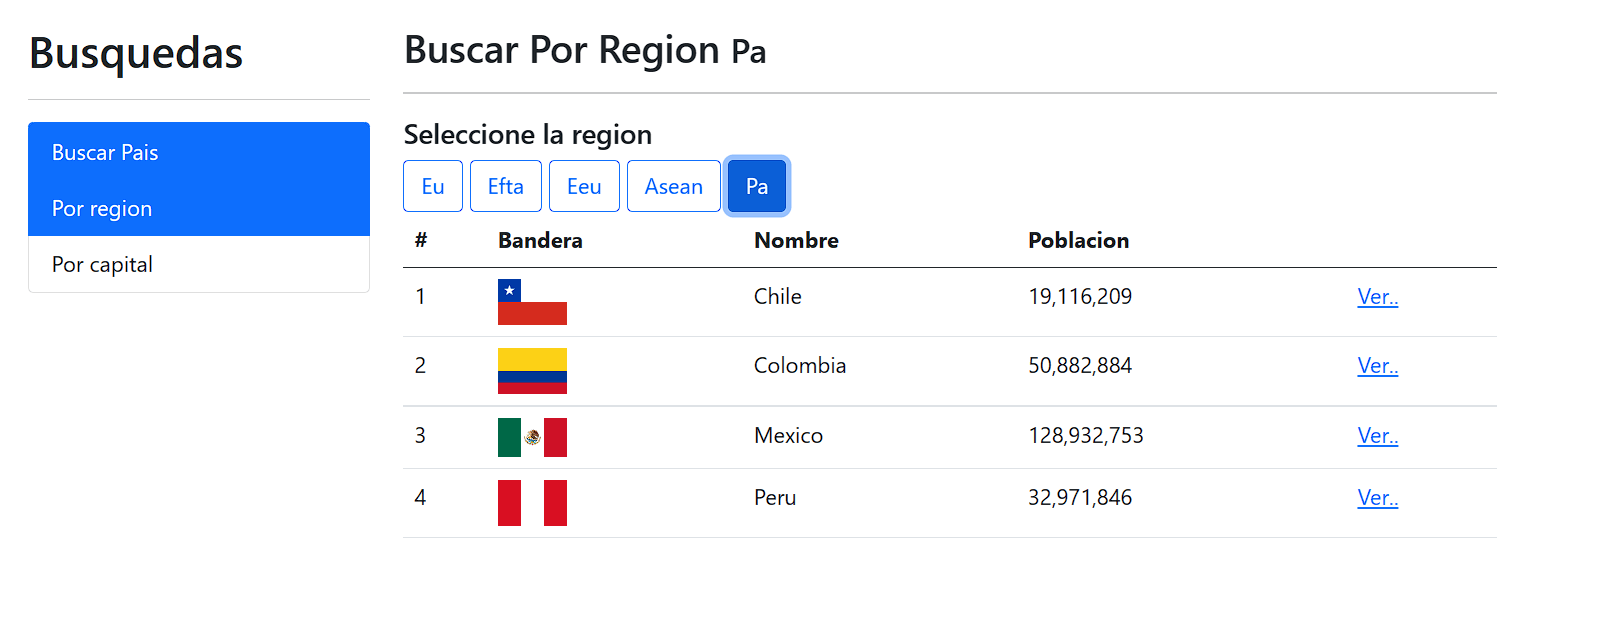 Busquedas
Buscar Pais
Por region
Por capital
Buscar Por Region Pa
Seleccione la region
Eu Efta Eeu Asean Pa
# Bandera Nombre Poblacion
1 Chile 19,116,209 Ver..
2 Colombia 50,882,884 Ver..
3 Mexico 128,932,753 Ver..
4 Peru 32,971,846 Ver..